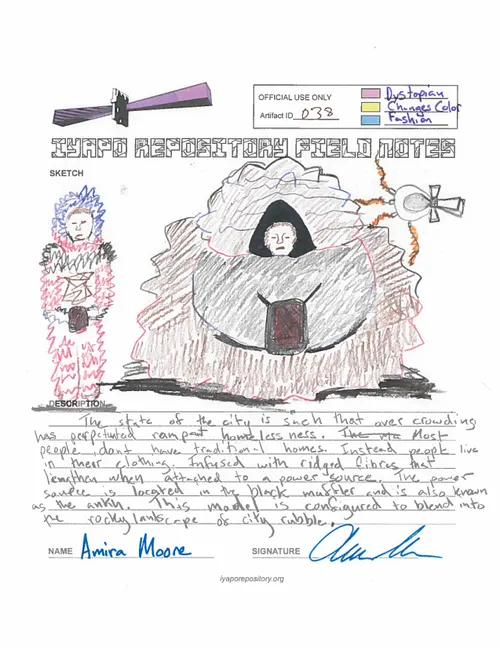 OFFICIAL USE ONLY
Artifact ID 038
Dystopian
Changes Color
Fashion
IYAPO REPOSITORY FIELD NOTES
SKETCH
DESCRIPTION
The state of the city is such that over crowding
has perpetuated rampant homelessness. The Most
people dont have traditional homes. Instead people live
in their clothing. Infused with ridged fibres that
lengthen when attached to a power source. The power
source is located in the black muffler and is also known
as the ankh. This model is configured to blend into
the rocky landscape of city rubble.
NAME Amira Moore SIGNATURE
iyaporepository.org